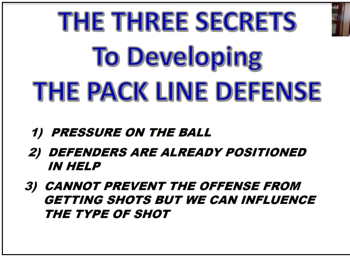 THE THREE SECRETS
To Developing
THE PACK LINE DEFENSE
1) PRESSURE ON THE BALL
2) DEFENDERS ARE ALREADY POSITIONED
IN HELP
3) CANNOT PREVENT THE OFFENSE FROM
GETTING SHOTS BUT WE CAN INFLUENCE
THE TYPE OF SHOT